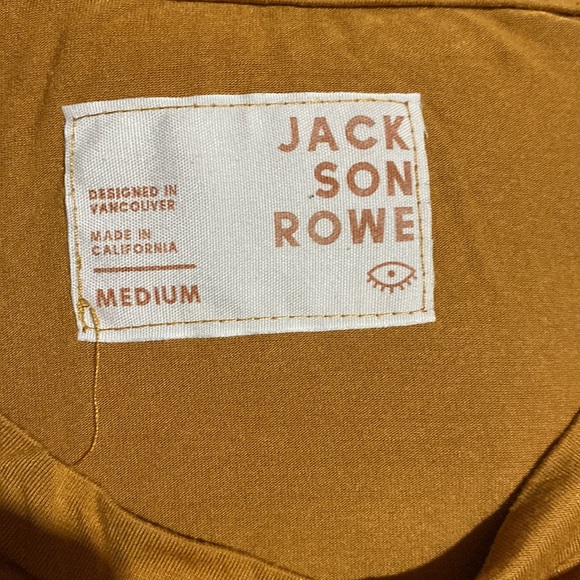 JACK
SON
ROWE
DESIGNED IN
VANCOUVER
MADE IN
CALIFORNIA
MEDIUM